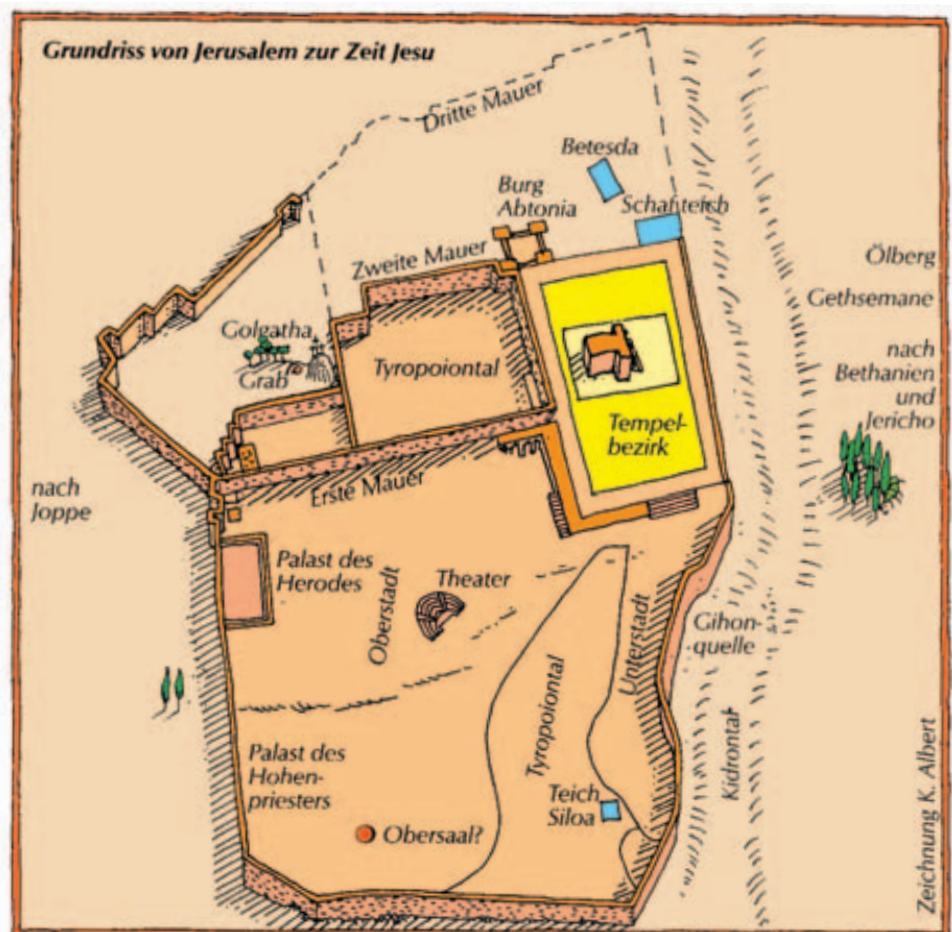 Grundriss von Jerusalem zur Zeit Jesu
Dritte Mauer
Betesda
Burg
Abtonia
Schafteich
Zweite Mauer
Ölberg
Gethsemane
Golgatha
Grab
Tyropoiontal
nach
Bethanien
und
Jericho
Tempel-
bezirk
nach
Joppe
Erste Mauer
Palast des
Herodes
Oberstadt
Theater
Unterstadt
Gihon-
quelle
Tyropoiontal
Kidrontal
Palast des
Hohen-
priesters
Teich
Siloa
Obersaal?
Zeichnung K. Albert